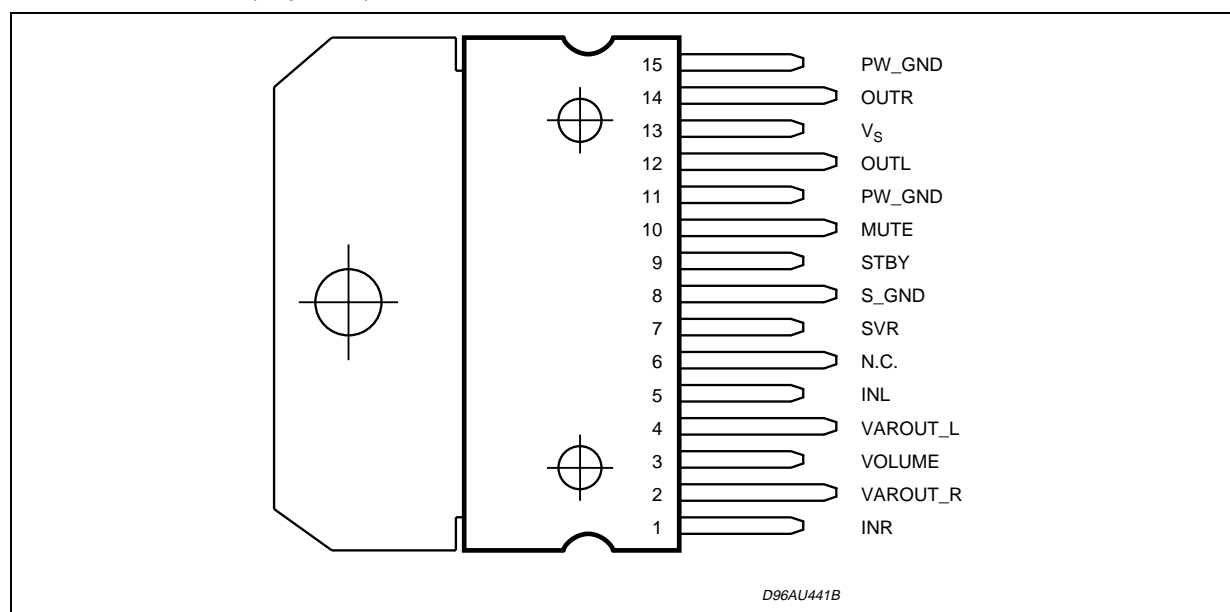 15 PW_GND
14 OUTR
13 VS
12 OUTL
11 PW_GND
10 MUTE
9 STBY
8 S_GND
7 SVR
6 N.C.
5 INL
4 VAROUT_L
3 VOLUME
2 VAROUT_R
1 INR
D96AU441B